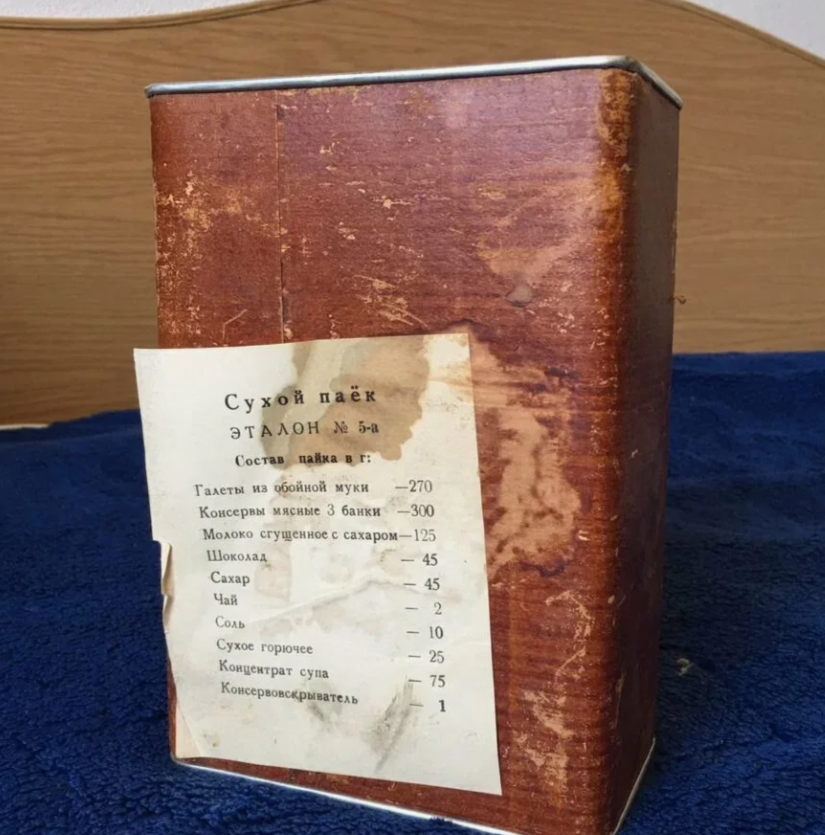 Сухой паёк
ЭТАЛОН № 5-а
Состав пайка в г:
Галеты из обойной муки —270
Консервы мясные 3 банки —300
Молоко сгущенное с сахаром—125
Шоколад — 45
Сахар — 45
Чай — 2
Соль — 10
Сухое горючее — 25
Концентрат супа — 75
Консервовскрыватель — 1